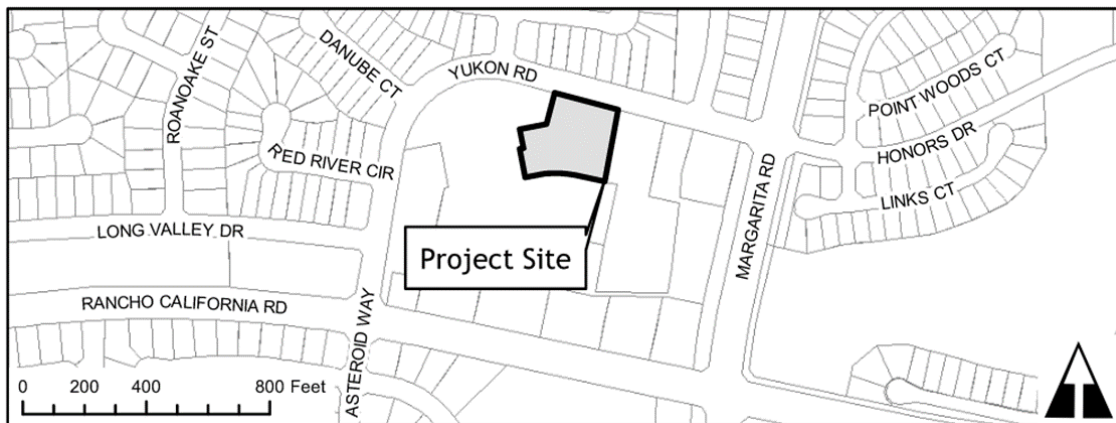 ROANOAKE ST
DANUBE CT
YUKON RD
POINT WOODS CT
HONORS DR
RED RIVER CIR
LINKS CT
MARGARITA RD
LONG VALLEY DR
Project Site
RANCHO CALIFORNIA RD
ASTEROID WAY
0 200 400 800 Feet